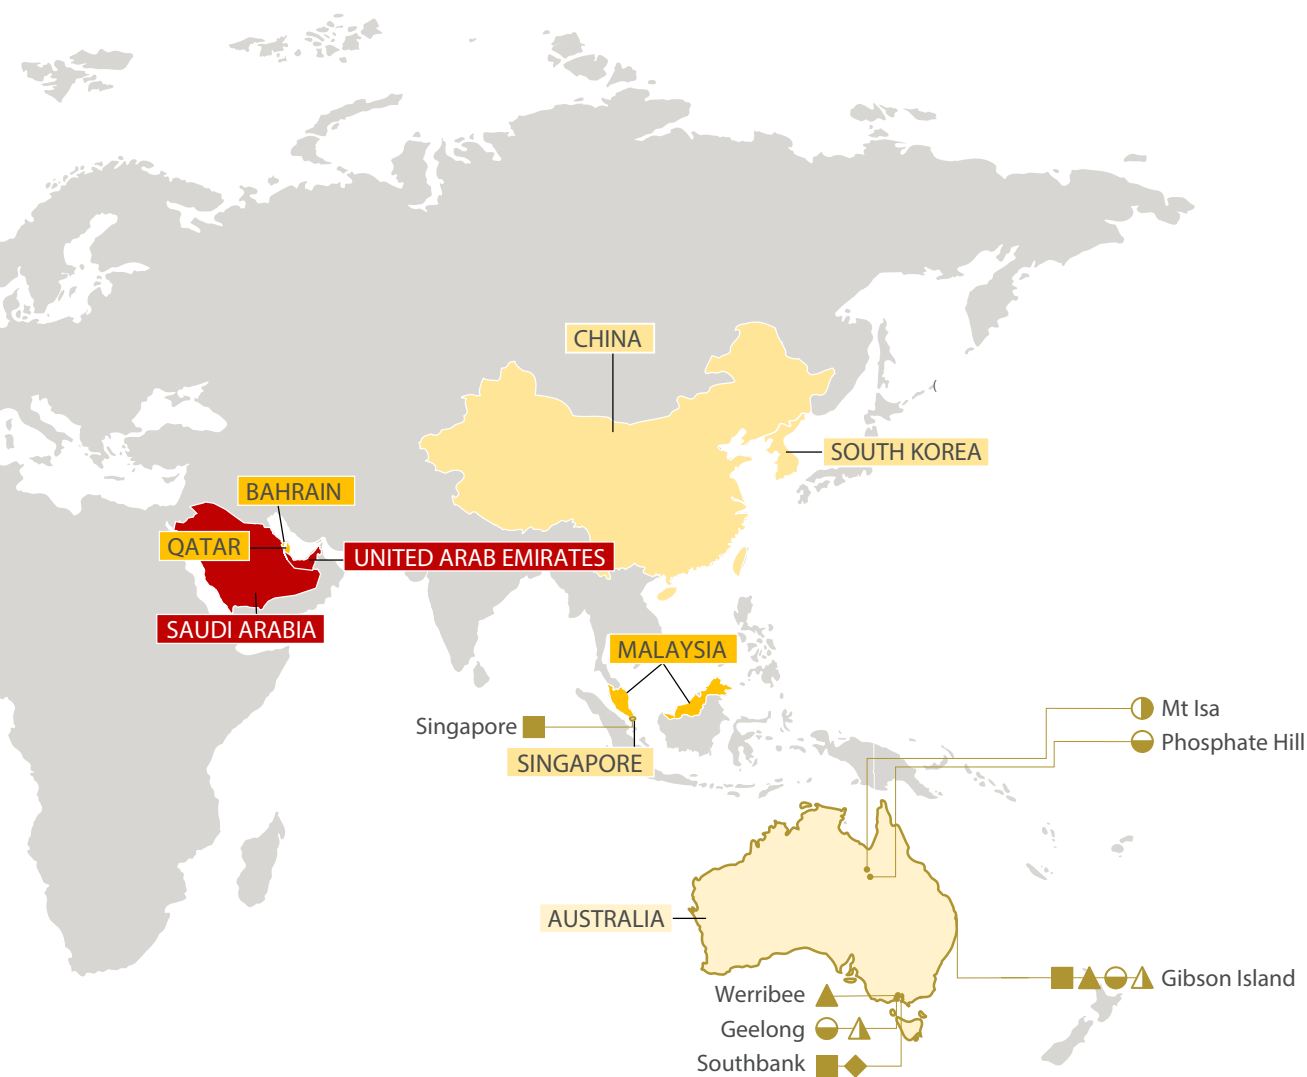 CHINA
SOUTH KOREA
BAHRAIN
QATAR
UNITED ARAB EMIRATES
SAUDI ARABIA
MALAYSIA
Singapore
SINGAPORE
Mt Isa
Phosphate Hill
AUSTRALIA
Gibson Island
Werribee
Geelong
Southbank